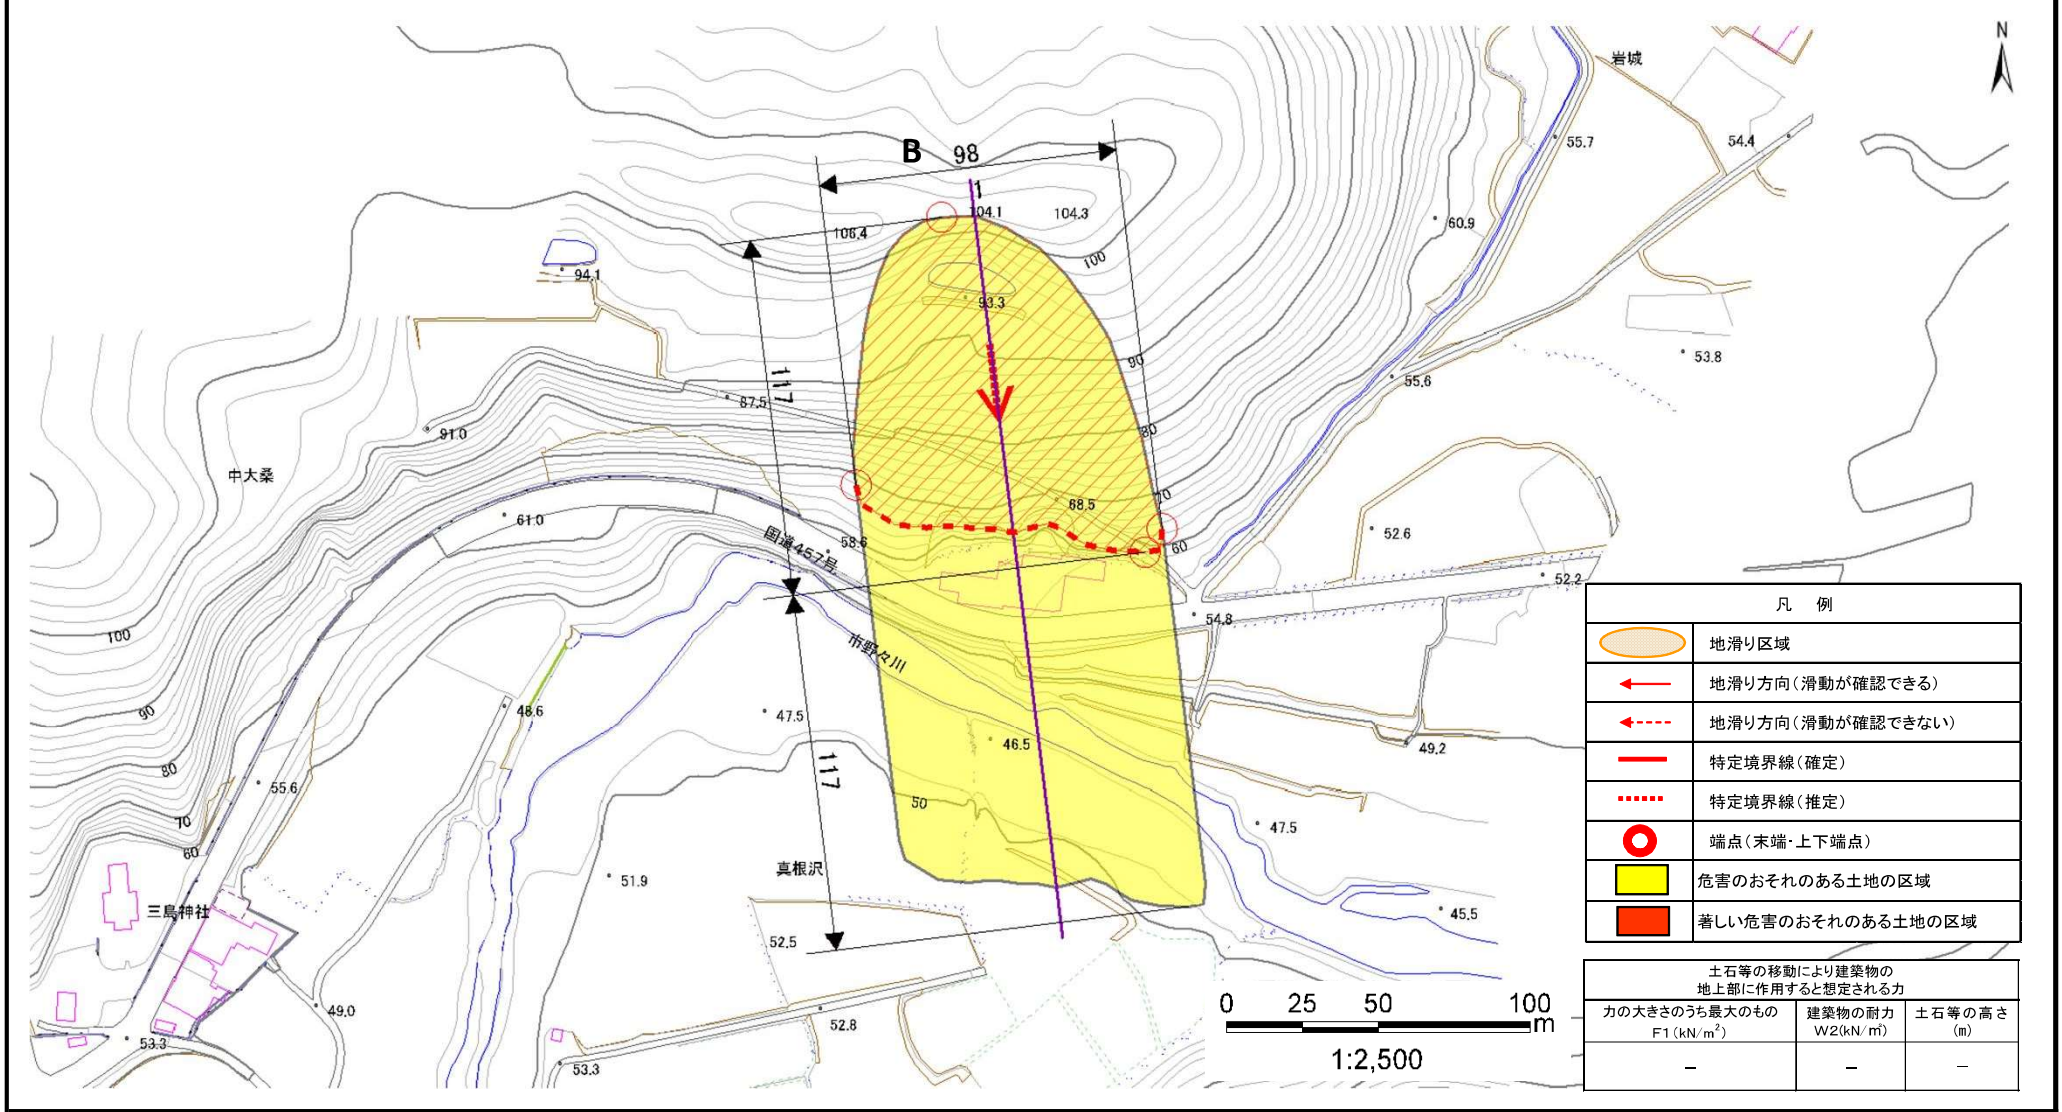 N
岩城
55.7
54.4
B
98
1
104.1
104.3
106.4
60.9
100
94.1
93.3
53.8
90
55.6
117
87.5
91.0
80
中大桑
70
68.5
61.0
52.6
国道457号
58.6
60
52.2
54.8
100
市野々川
48.6
47.5
46.5
49.2
90
80
117
55.6
50
47.5
70
60
真根沢
51.9
三島神社
45.5
52.5
49.0
52.8
53.3
53.3
凡 例
地滑り区域
地滑り方向(滑動が確認できる)
地滑り方向(滑動が確認できない)
特定境界線(確定)
特定境界線(推定)
端点(末端・上下端点)
危害のおそれのある土地の区域
著しい危害のおそれのある土地の区域
土石等の移動により建築物の
地上部に作用すると想定される力
力の大きさのうち最大のもの
F1(kN/m²)
建築物の耐力
W2(kN/㎡)
土石等の高さ
(m)
－
－
－
0 25 50 100
m
1:2,500